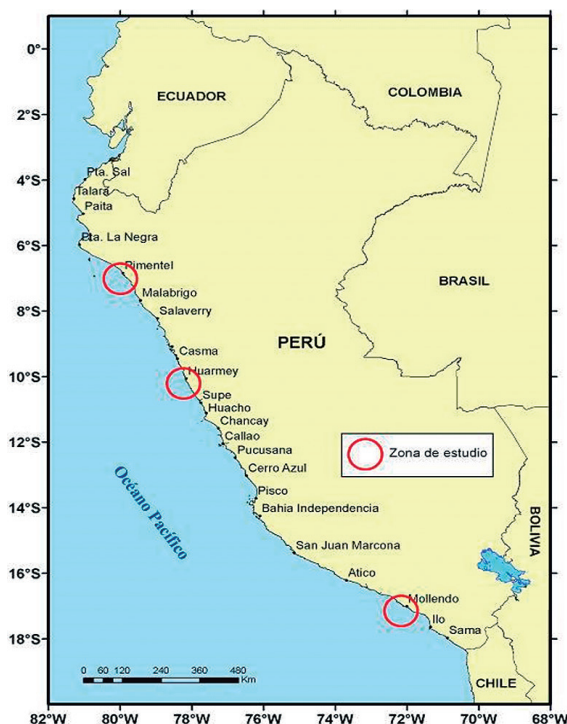 0°
2°S
4°S
6°S
8°S
10°S
12°S
14°S
16°S
18°S
ECUADOR
COLOMBIA
BRASIL
PERÚ
BOLIVIA
CHILE
Océano Pacífico
Pta. Sal
Talara
Paita
Pta. La Negra
Pimentel
Malabrigo
Salaverry
Casma
Huarmey
Supe
Huacho
Chancay
Callao
Pucusana
Cerro Azul
Pisco
Bahia Independencia
San Juan Marcona
Atico
Mollendo
Ilo
Sama
Zona de estudio
0 60 120 240 360 480
Km
82°W 80°W 78°W 76°W 74°W 72°W 70°W 68°W